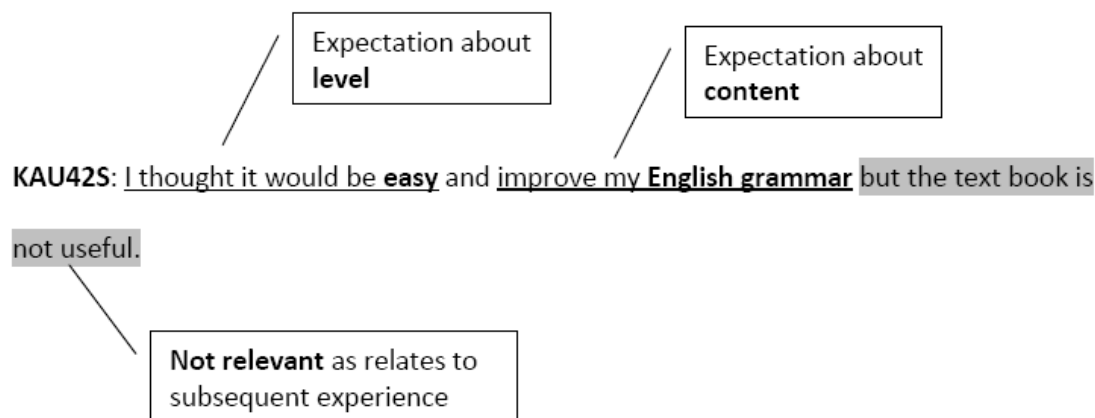 Expectation about
level
Expectation about
content
KAU42S: I thought it would be easy and improve my English grammar but the text book is
not useful.
Not relevant as relates to
subsequent experience